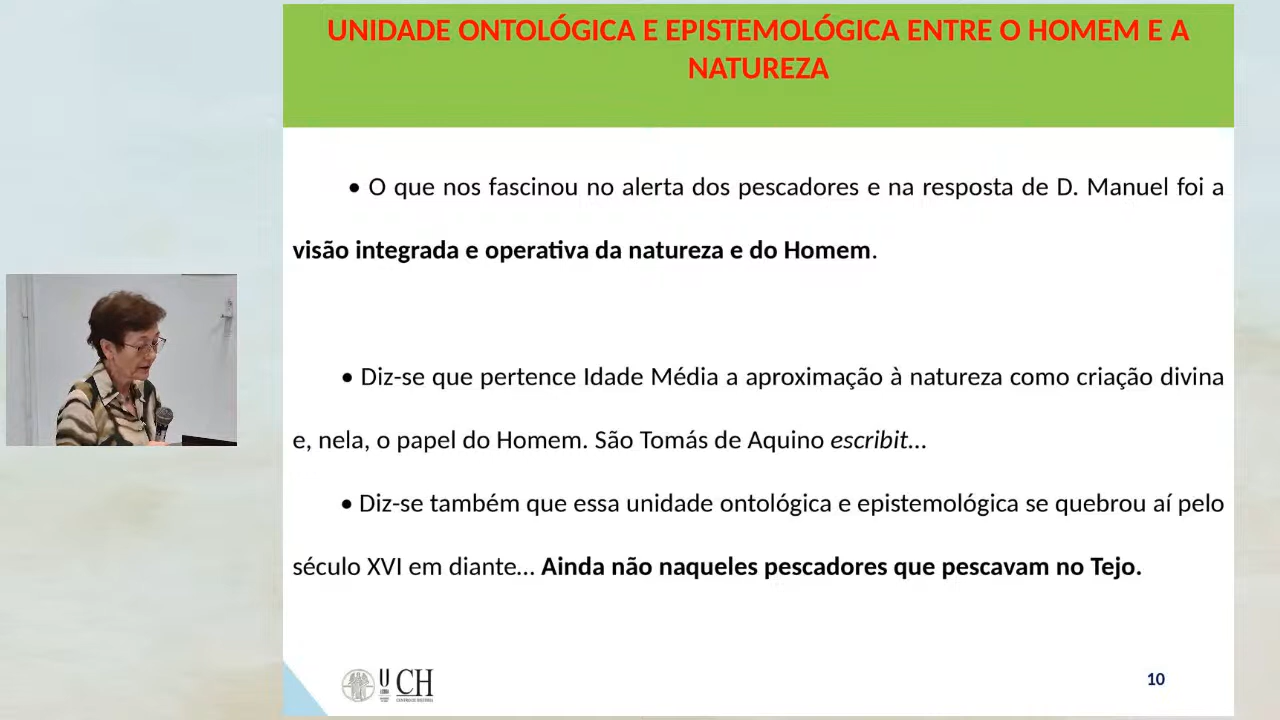 UNIDADE ONTOLÓGICA E EPISTEMOLÓGICA ENTRE O HOMEM E A
NATUREZA
• O que nos fascinou no alerta dos pescadores e na resposta de D. Manuel foi a
visão integrada e operativa da natureza e do Homem.
• Diz-se que pertence Idade Média a aproximação à natureza como criação divina
e, nela, o papel do Homem. São Tomás de Aquino escribit...
• Diz-se também que essa unidade ontológica e epistemológica se quebrou aí pelo
século XVI em diante... Ainda não naqueles pescadores que pescavam no Tejo.
U CH
10